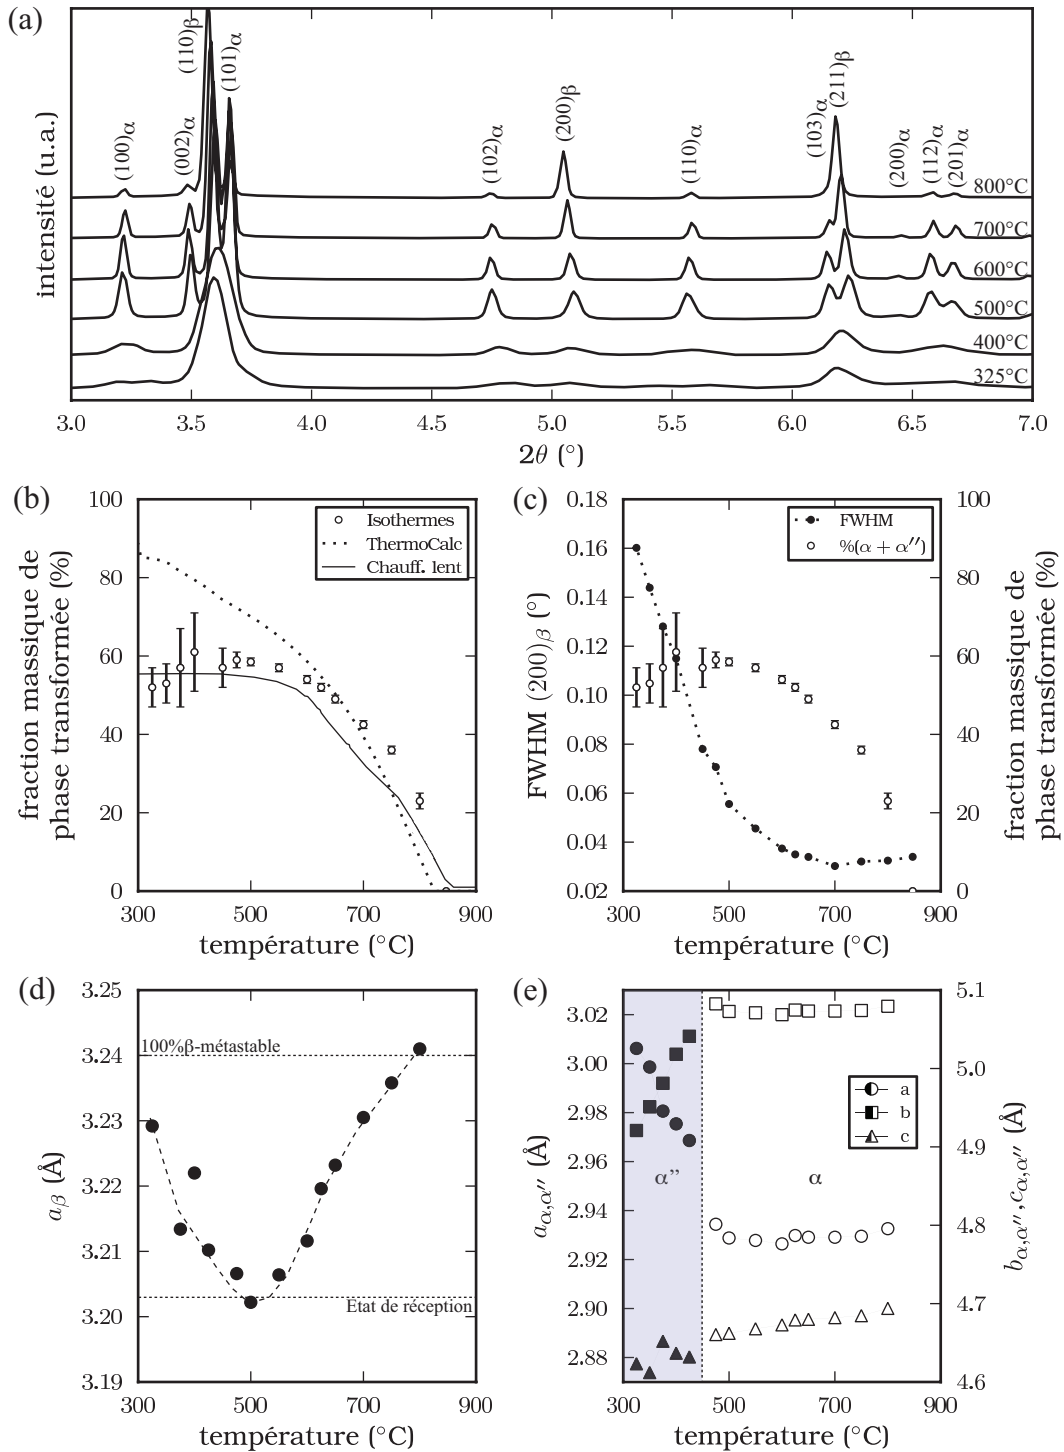 (a)
intensité (u.a.)
(100)α
(002)α
(110)β
(101)α
(102)α
(200)β
(110)α
(103)α
(211)β
(200)α
(112)α
(201)α
800°C
700°C
600°C
500°C
400°C
325°C
3.0 3.5 4.0 4.5 5.0 5.5 6.0 6.5 7.0
2θ (°)
(b)
fraction massique de
phase transformée (%)
100
80
60
40
20
0
Isothermes
ThermoCalc
Chauff. lent
300 500 700 900
température (°C)
(c)
FWHM (200)β (°)
0.18
0.16
0.14
0.12
0.10
0.08
0.06
0.04
0.02
FWHM
%(α + α'')
100
80
60
40
20
0
fraction massique de
phase transformée (%)
300 500 700 900
température (°C)
(d)
aβ (Å)
3.25
3.24
3.23
3.22
3.21
3.20
3.19
100%β-métastable
Etat de réception
300 500 700 900
température (°C)
(e)
aα,α'' (Å)
3.02
3.00
2.98
2.96
2.94
2.92
2.90
2.88
a
b
c
α”
α
5.1
5.0
4.9
4.8
4.7
4.6
bα,α'', cα,α'' (Å)
300 500 700 900
température (°C)